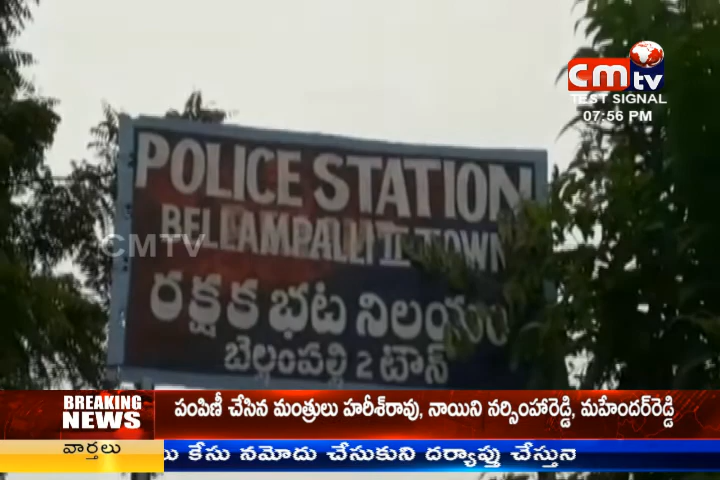 cmtv
TEST SIGNAL
07:56 PM
POLICE STATION
BELLAMPALLI II TOWN
CMTV
రక్షక భట నిలయం
బెల్లంపల్లి 2 టౌన్
BREAKING NEWS
పంపిణీ చేసిన మంత్రులు హరీశ్‌రావు, నాయిని నర్సింహారెడ్డి, మహేందర్‌రెడ్డి
వార్తలు
కేసు నమోదు చేసుకుని దర్యాప్తు చేస్తున